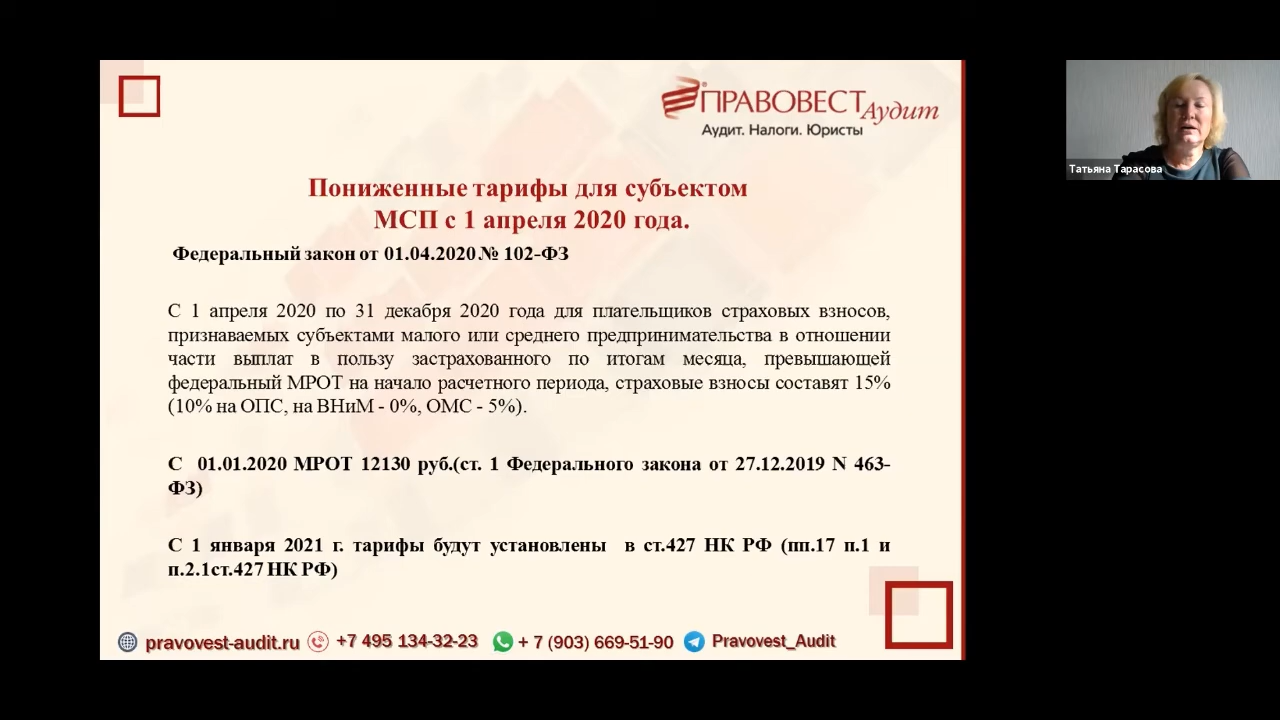 ПРАВОВЕСТ Аудит
Аудит. Налоги. Юристы
Татьяна Тарасова
Пониженные тарифы для субъектом
МСП с 1 апреля 2020 года.
Федеральный закон от 01.04.2020 № 102-ФЗ
С 1 апреля 2020 по 31 декабря 2020 года для плательщиков страховых взносов,
признаваемых субъектами малого или среднего предпринимательства в отношении
части выплат в пользу застрахованного по итогам месяца, превышающей
федеральный МРОТ на начало расчетного периода, страховые взносы составят 15%
(10% на ОПС, на ВНиМ - 0%, ОМС - 5%).
С 01.01.2020 МРОТ 12130 руб.(ст. 1 Федерального закона от 27.12.2019 N 463-
ФЗ)
С 1 января 2021 г. тарифы будут установлены в ст.427 НК РФ (пп.17 п.1 и
п.2.1ст.427 НК РФ)
pravovest-audit.ru +7 495 134-32-23 + 7 (903) 669-51-90 Pravovest_Audit